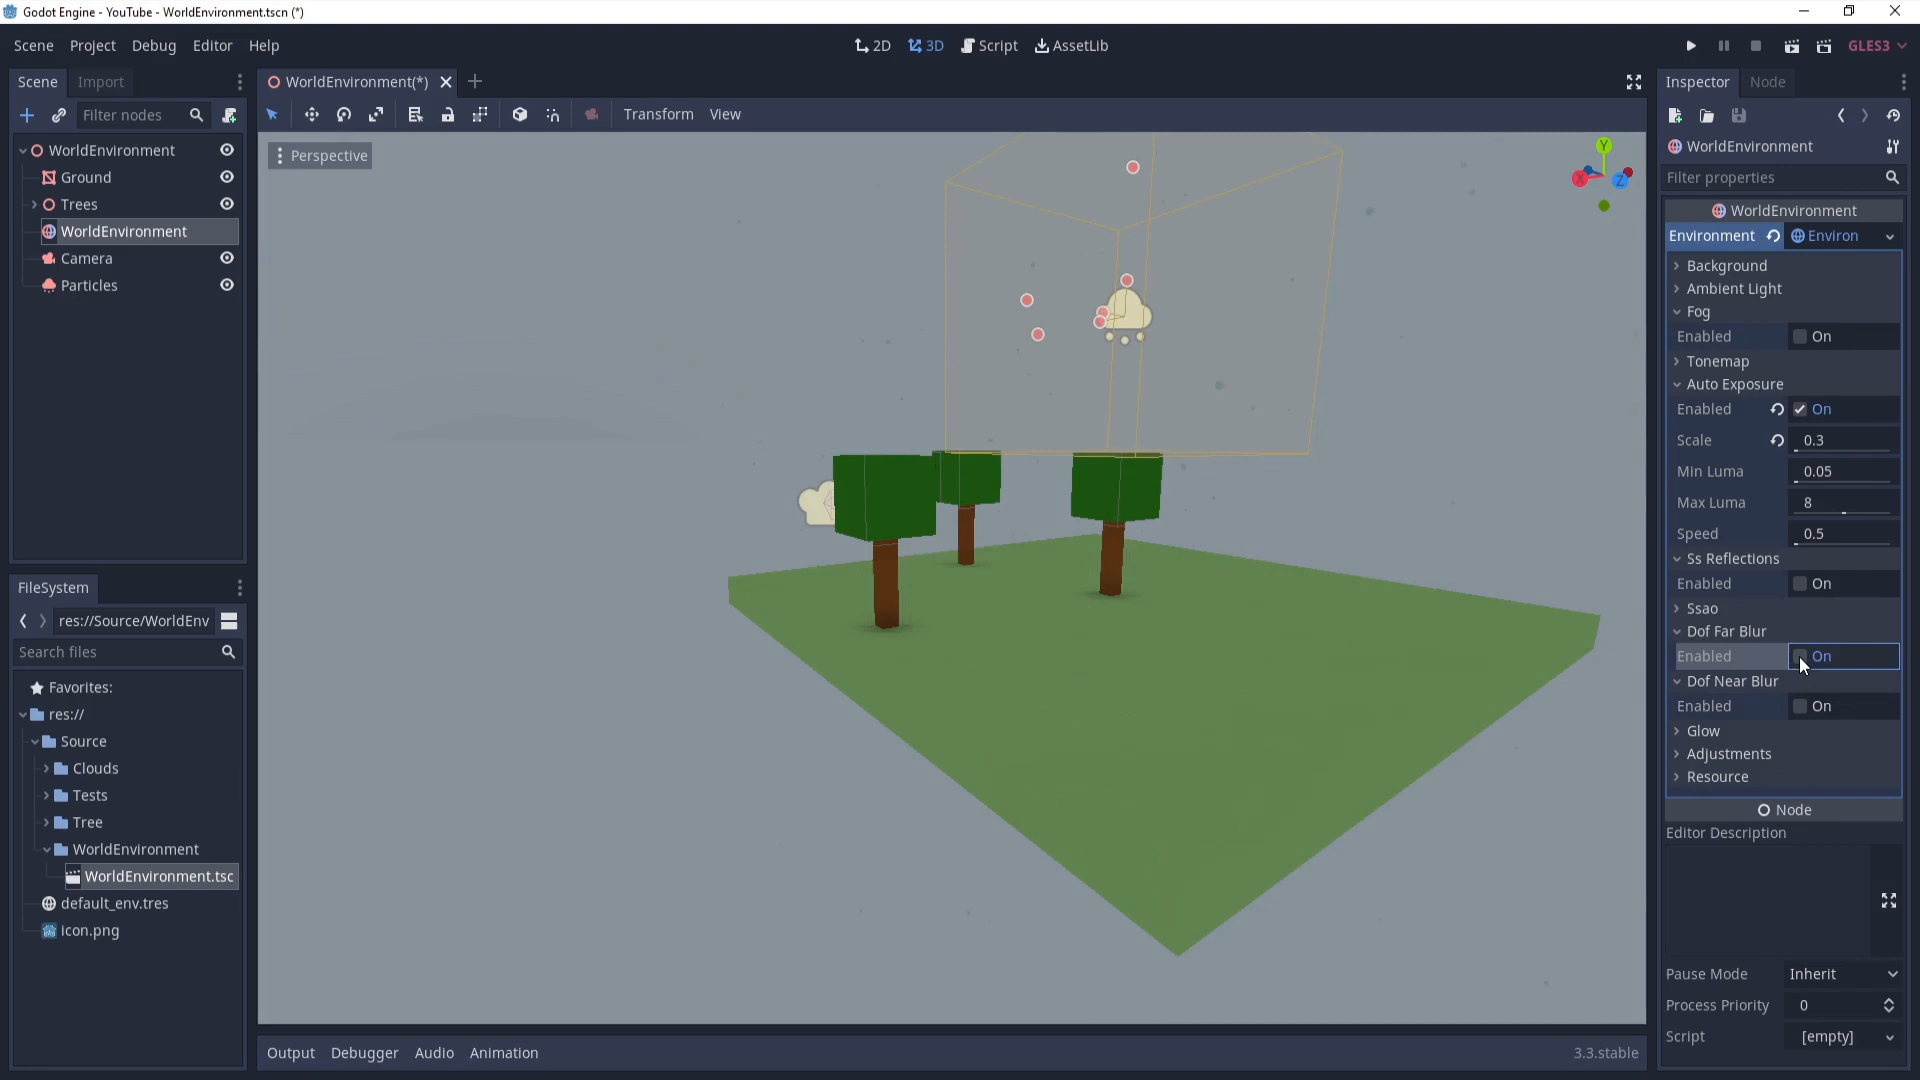 Godot Engine - YouTube - WorldEnvironment.tscn (*)
Scene Project Debug Editor Help
2D 3D Script AssetLib
GLES3
Scene Import
Filter nodes
WorldEnvironment
Ground
Trees
WorldEnvironment
Camera
Particles
FileSystem
res://Source/WorldEnv
Search files
Favorites:
res://
Source
Clouds
Tests
Tree
WorldEnvironment
WorldEnvironment.tsc
default_env.tres
icon.png
WorldEnvironment(*)
Transform View
Perspective
Y
X
Z
Output Debugger Audio Animation
3.3.stable
Inspector Node
WorldEnvironment
Filter properties
WorldEnvironment
Environment Environ
Background
Ambient Light
Fog
Enabled On
Tonemap
Auto Exposure
Enabled On
Scale 0.3
Min Luma 0.05
Max Luma 8
Speed 0.5
Ss Reflections
Enabled On
Ssao
Dof Far Blur
Enabled On
Dof Near Blur
Enabled On
Glow
Adjustments
Resource
Node
Editor Description
Pause Mode Inherit
Process Priority 0
Script [empty]